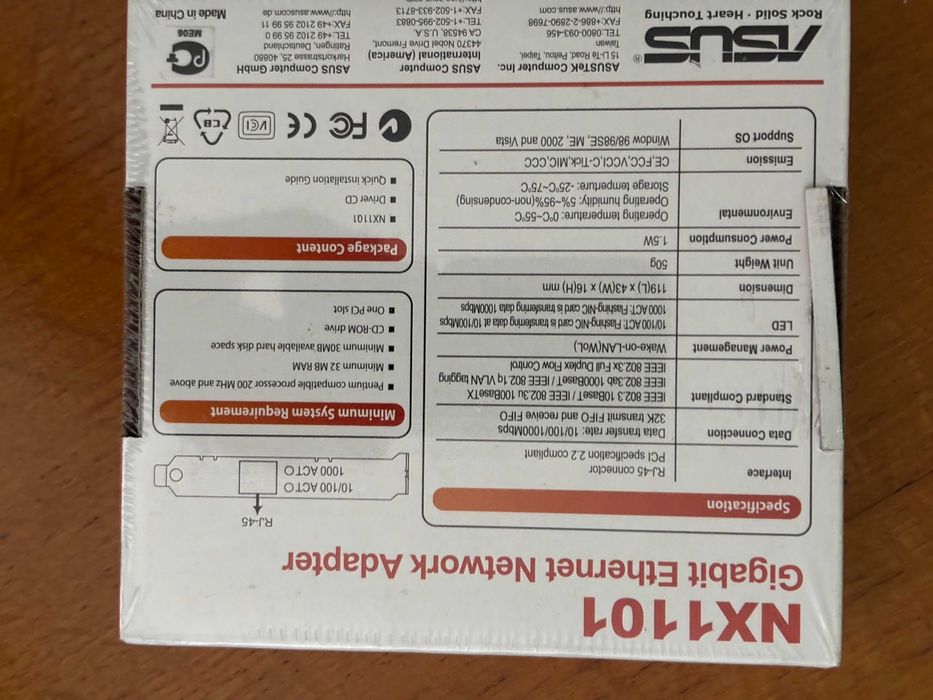 NX1101
Gigabit Ethernet Network Adapter
Specification
Interface
RJ-45 connector
PCI specification 2.2 compliant
Data Connection
Data transfer rate: 10/100/1000Mbps
32K transmit FIFO and receive FIFO
Standard Compliant
IEEE 802.3 10BaseT / IEEE 802.3u 100BaseTX
IEEE 802.3ab 1000BaseT / IEEE 802.1q VLAN tagging
IEEE 802.3x Full Duplex Flow Control
Power Management
Wake-on-LAN(WoL)
LED
10/100 ACT: Flashing-NIC card is transferring data at 10/100Mbps
1000 ACT: Flashing-NIC card is transferring data 1000Mbps
Dimension
119(L) x 43(W) x 16(H) mm
Unit Weight
50g
Power Consumption
1.5W
Environmental
Operating temperature: 0°C~55°C
Operating humidity: 5%~95%(non-condensing)
Storage temperture: -25°C~75°C
Emission
CE,FCC,VCCI,C-Tick,MIC,CCC
Support OS
Window 98/98SE, ME, 2000 and Vista
RJ-45
10/100 ACT
1000 ACT
Minimum System Requirement
Pentium compatible processor 200 MHz and above
Minimum 32 MB RAM
Minimum 30MB available hard disk space
CD-ROM drive
One PCI slot
Package Content
NX1101
Driver CD
Quick Installation Guide
N
FC
CE
VCI
CB
ASUS®
Rock Solid · Heart Touching
ASUSTeK Computer Inc.
15 Li-Te Road, Peitou, Taipei,
Taiwan
TEL: 0800-093-456
FAX:+886-2-2890-7698
http://www.asus.com
ASUS Computer
International (America)
44370 Nobel Drive, Fremont,
CA 94538, U.S.A.
TEL:+1-502-995-0883
FAX:+1-502-933-8713
ASUS Computer GmbH
Harkortstrasse 25, 40880,
Ratingen, Deutschland
TEL:+49 2102 95 99 0
FAX:+49 2102 95 99 11
http://www.asuscom.de
ME06
Made in China